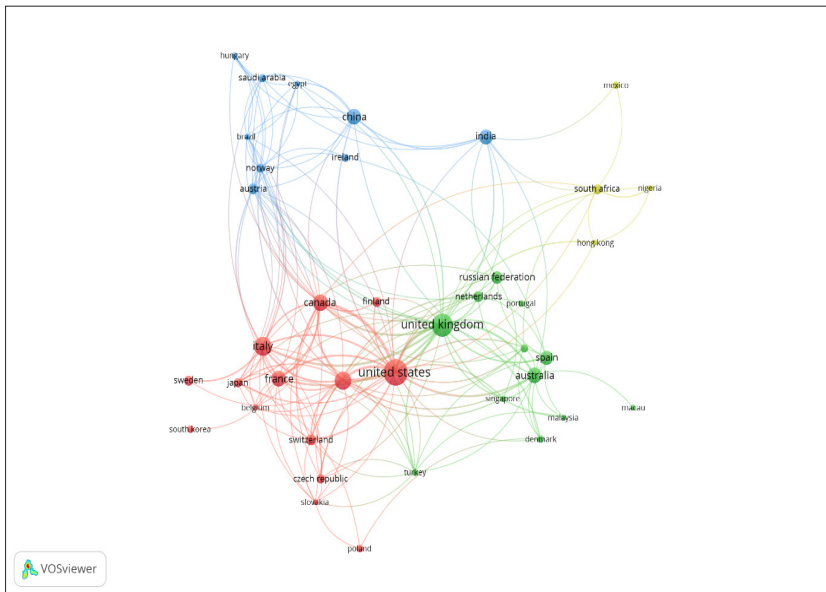 hungary
saudi arabia
egypt
mexico
china
india
brazil
ireland
norway
austria
south africa
nigeria
hong kong
russian federation
netherlands
portugal
canada
finland
united kingdom
italy
spain
united states
australia
sweden
japan
france
singapore
belgium
macau
malaysia
south korea
switzerland
denmark
turkey
czech republic
slovakia
poland
VOSviewer